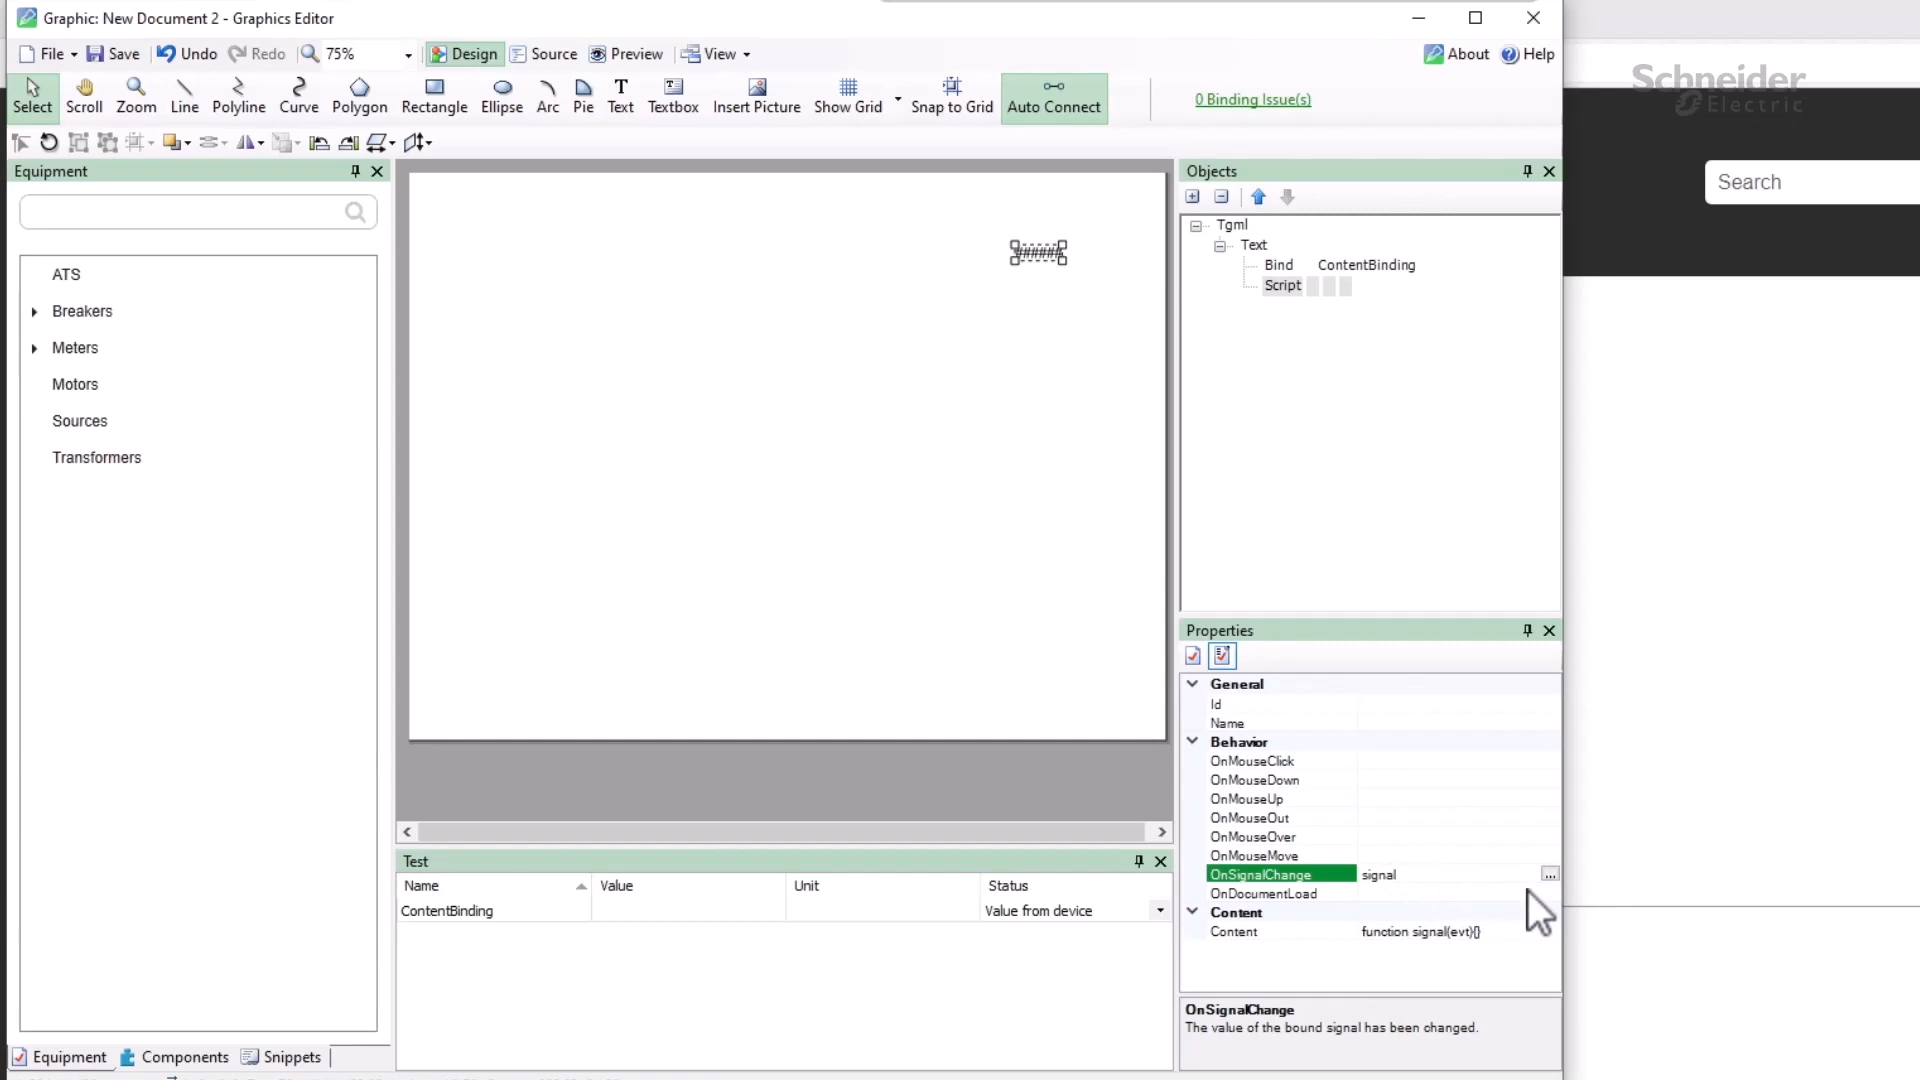 Graphic: New Document 2 - Graphics Editor
File Save Undo Redo 75% Design Source Preview View About Help
Select Scroll Zoom Line Polyline Curve Polygon Rectangle Ellipse Arc Pie Text Textbox Insert Picture Show Grid Snap to Grid Auto Connect
0 Binding Issue(s)
Schneider
Electric
Search
Equipment
ATS
Breakers
Meters
Motors
Sources
Transformers
Equipment Components Snippets
Test
Name Value Unit Status
ContentBinding Value from device
Objects
Tgml
Text
Bind ContentBinding
Script
Properties
General
Id
Name
Behavior
OnMouseClick
OnMouseDown
OnMouseUp
OnMouseOut
OnMouseOver
OnMouseMove
OnSignalChange signal ...
OnDocumentLoad
Content
Content function signal(evt){}
OnSignalChange
The value of the bound signal has been changed.